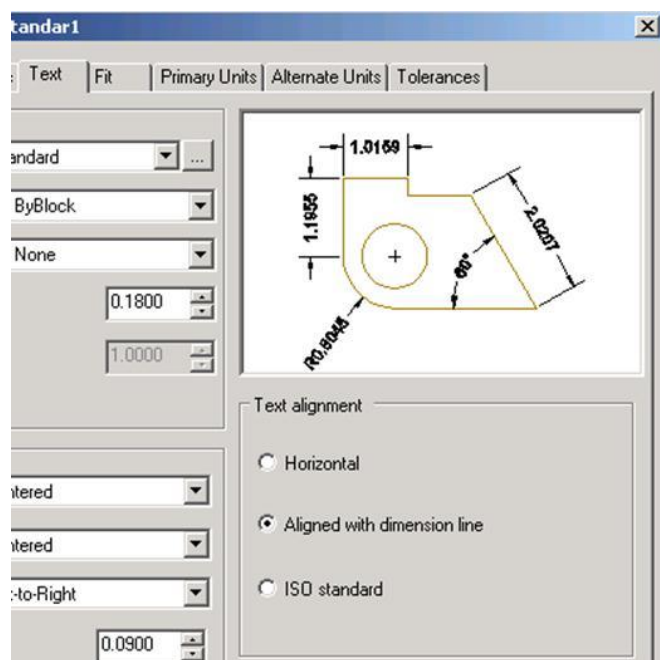 tandar1
Text Fit Primary Units Alternate Units Tolerances
andard ...
ByBlock
None
0.1800
1.0000
1.0159
1.1955
2.0207
60°
R0.8045
Text alignment
Horizontal
Aligned with dimension line
ISO standard
ntered
ntered
:-to-Right
0.0900